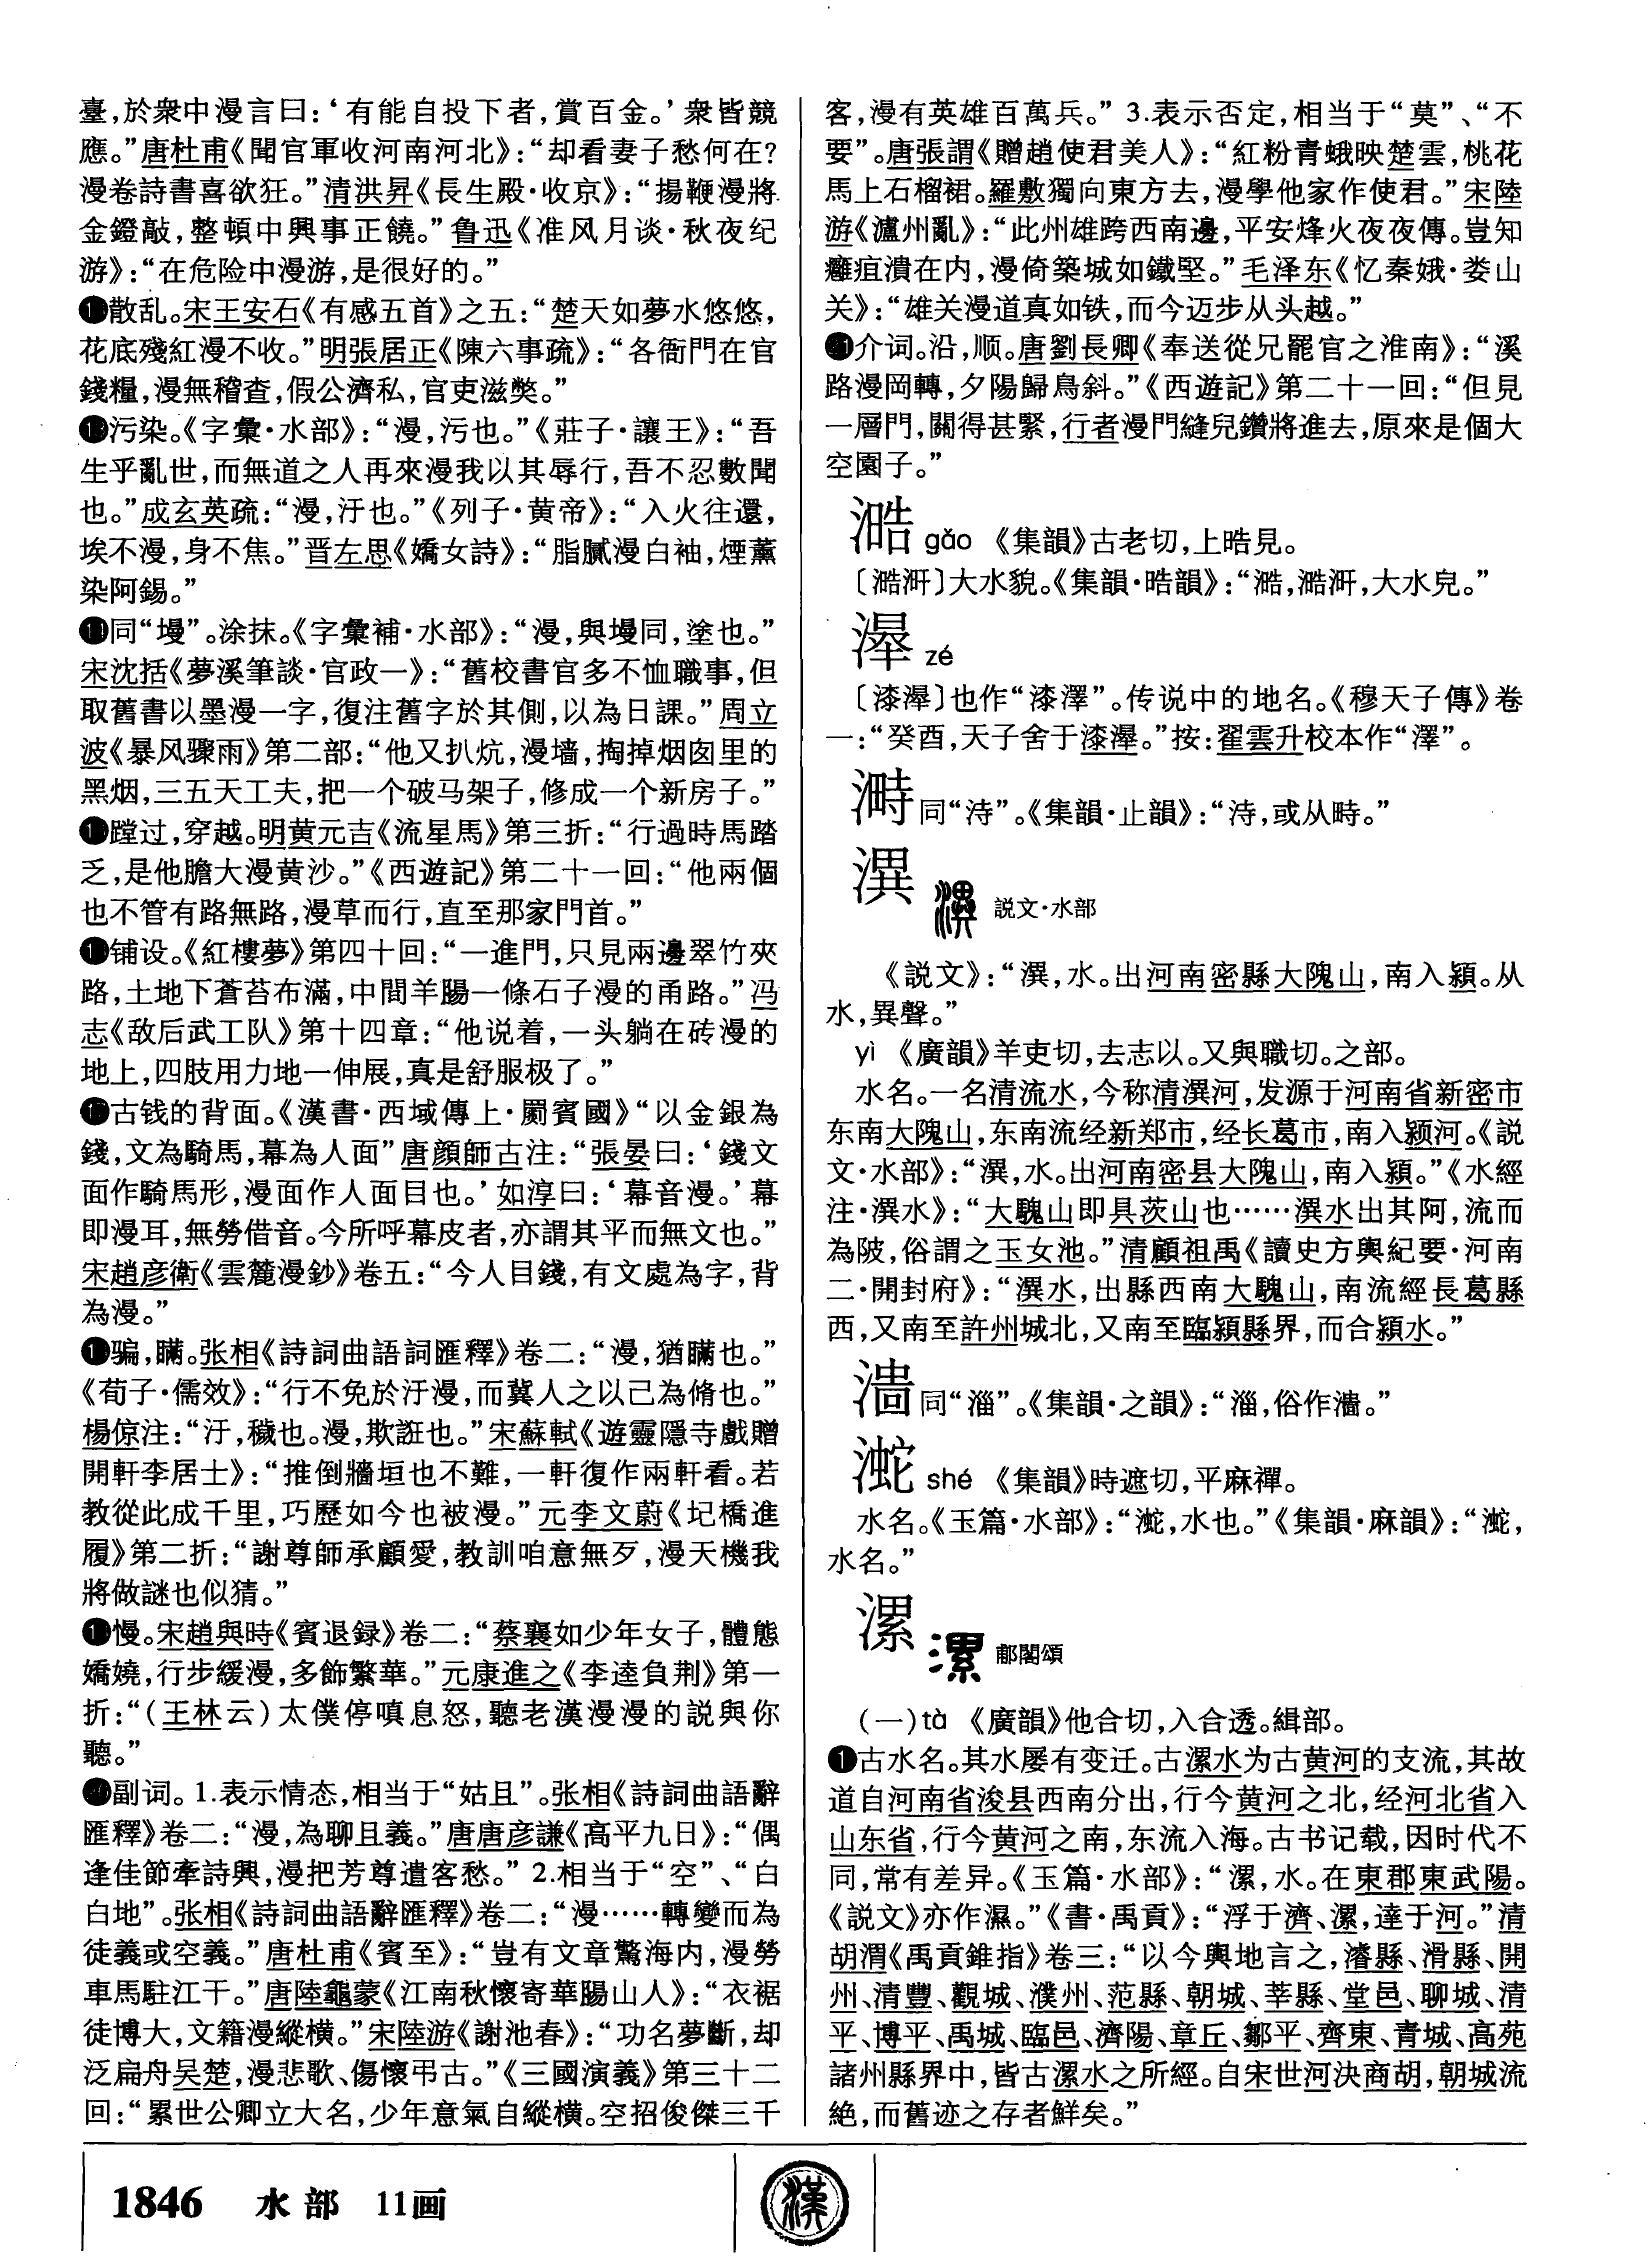 臺，於衆中漫言曰：‘有能自投下者，賞百金。’衆皆競
應。”唐杜甫《聞官軍收河南河北》：“却看妻子愁何在？
漫卷詩書喜欲狂。”清洪昇《長生殿·收京》：“揚鞭漫將
金鐙敲，整頓中興事正饒。”鲁迅《准风月谈·秋夜纪
游》：“在危险中漫游，是很好的。”
散乱。宋王安石《有感五首》之五：“楚天如夢水悠悠，
花底殘紅漫不收。”明張居正《陳六事疏》：“各衙門在官
錢糧，漫無稽查，假公濟私，官吏滋獘。”
污染。《字彙·水部》：“漫，污也。”《莊子·讓王》：“吾
生乎亂世，而無道之人再來漫我以其辱行，吾不忍數聞
也。”成玄英疏：“漫，汙也。”《列子·黄帝》：“入火往還，
埃不漫，身不焦。”晋左思《嬌女詩》：“脂膩漫白袖，煙薰
染阿錫。”
同“墁”。涂抹。《字彙補·水部》：“漫，與墁同，塗也。”
宋沈括《夢溪筆談·官政一》：“舊校書官多不恤職事，但
取舊書以墨漫一字，復注舊字於其側，以為日課。”周立
波《暴风骤雨》第二部：“他又扒炕，漫墙，掏掉烟囱里的
黑烟，三五天工夫，把一个破马架子，修成一个新房子。”
蹚过，穿越。明黄元吉《流星馬》第三折：“行過時馬踏
乏，是他膽大漫黄沙。”《西遊記》第二十一回：“他兩個
也不管有路無路，漫草而行，直至那家門首。”
铺设。《紅樓夢》第四十回：“一進門，只見兩邊翠竹夾
路，土地下蒼苔布滿，中間羊腸一條石子漫的甬路。”冯
志《敌后武工队》第十四章：“他说着，一头躺在砖漫的
地上，四肢用力地一伸展，真是舒服极了。”
古钱的背面。《漢書·西域傳上·罽賓國》“以金銀為
錢，文為騎馬，幕為人面”唐顔師古注：“張晏曰：‘錢文
面作騎馬形，漫面作人面目也。’如淳曰：‘幕音漫。’幕
即漫耳，無勞借音。今所呼幕皮者，亦謂其平而無文也。”
宋趙彦衛《雲麓漫鈔》卷五：“今人目錢，有文處為字，背
為漫。”
骗，瞒。张相《詩詞曲語詞匯釋》卷二：“漫，猶瞞也。”
《荀子·儒效》：“行不免於汙漫，而冀人之以己為脩也。”
楊倞注：“汙，穢也。漫，欺誑也。”宋蘇軾《遊靈隱寺戲贈
開軒李居士》：“推倒牆垣也不難，一軒復作兩軒看。若
教從此成千里，巧歷如今也被漫。”元李文蔚《圯橋進
履》第二折：“謝尊師承顧愛，教訓咱意無歹，漫天機我
將做謎也似猜。”
慢。宋趙與時《賓退録》卷二：“蔡襄如少年女子，體態
嬌嬈，行步緩漫，多飾繁華。”元康進之《李逵負荆》第一
折：“（王林云）太僕停嗔息怒，聽老漢漫漫的説與你
聽。”
副词。1.表示情态，相当于“姑且”。张相《詩詞曲語辭
匯釋》卷二：“漫，為聊且義。”唐唐彦謙《高平九日》：“偶
逢佳節牽詩興，漫把芳尊遣客愁。”2.相当于“空”、“白
白地”。张相《詩詞曲語辭匯釋》卷二：“漫……轉變而為
徒義或空義。”唐杜甫《賓至》：“豈有文章驚海内，漫勞
車馬駐江干。”唐陸龜蒙《江南秋懷寄華陽山人》：“衣裾
徒博大，文籍漫縱横。”宋陸游《謝池春》：“功名夢斷，却
泛扁舟吴楚，漫悲歌、傷懷弔古。”《三國演義》第三十二
回：“累世公卿立大名，少年意氣自縱横。空招俊傑三千
客，漫有英雄百萬兵。”3.表示否定，相当于“莫”、“不
要”。唐張謂《贈趙使君美人》：“紅粉青蛾映楚雲，桃花
馬上石榴裙。羅敷獨向東方去，漫學他家作使君。”宋陸
游《瀘州亂》：“此州雄跨西南邊，平安烽火夜夜傳。豈知
癰疽潰在内，漫倚築城如鐵堅。”毛泽东《忆秦娥·娄山
关》：“雄关漫道真如铁，而今迈步从头越。”
㉑介词。沿，顺。唐劉長卿《奉送從兄罷官之淮南》：“溪
路漫岡轉，夕陽歸鳥斜。”《西遊記》第二十一回：“但見
一層門，關得甚緊，行者漫門縫兒鑽將進去，原來是個大
空園子。”
澔 gǎo 《集韻》古老切，上晧見。
〔澔汧〕大水貌。《集韻·晧韻》：“澔，澔汧，大水皃。”
zé
〔漆〕也作“漆澤”。传说中的地名。《穆天子傳》卷
一：“癸酉，天子舍于漆。”按：翟雲升校本作“澤”。
溡同“洔”。《集韻·止韻》：“洔，或从時。”
潩 説文·水部
《説文》：“潩，水。出河南密縣大隗山，南入潁。从
水，異聲。”
yì 《廣韻》羊吏切，去志以。又與職切。之部。
水名。一名清流水，今称清潩河，发源于河南省新密市
东南大隗山，东南流经新郑市，经长葛市，南入颍河。《説
文·水部》：“潩，水。出河南密县大隗山，南入潁。”《水經
注·潩水》：“大騩山即具茨山也……潩水出其阿，流而
為陂，俗謂之玉女池。”清顧祖禹《讀史方輿紀要·河南
二·開封府》：“潩水，出縣西南大騩山，南流經長葛縣
西，又南至許州城北，又南至臨潁縣界，而合潁水。”
同“淄”。《集韻·之韻》：“淄，俗作。”
shé 《集韻》時遮切，平麻禪。
水名。《玉篇·水部》：“，水也。”《集韻·麻韻》：“，
水名。”
漯 郙閣頌
（一）tà 《廣韻》他合切，入合透。緝部。
❶古水名。其水屡有变迁。古漯水为古黄河的支流，其故
道自河南省浚县西南分出，行今黄河之北，经河北省入
山东省，行今黄河之南，东流入海。古书记载，因时代不
同，常有差异。《玉篇·水部》：“漯，水。在東郡東武陽。
《説文》亦作濕。”《書·禹貢》：“浮于濟、漯，達于河。”清
胡渭《禹貢錐指》卷三：“以今輿地言之，濬縣、滑縣、開
州、清豐、觀城、濮州、范縣、朝城、莘縣、堂邑、聊城、清
平、博平、禹城、臨邑、濟陽、章丘、鄒平、齊東、青城、高苑
諸州縣界中，皆古漯水之所經。自宋世河決商胡，朝城流
絶，而舊迹之存者鮮矣。”
1846 水部 11画
漢